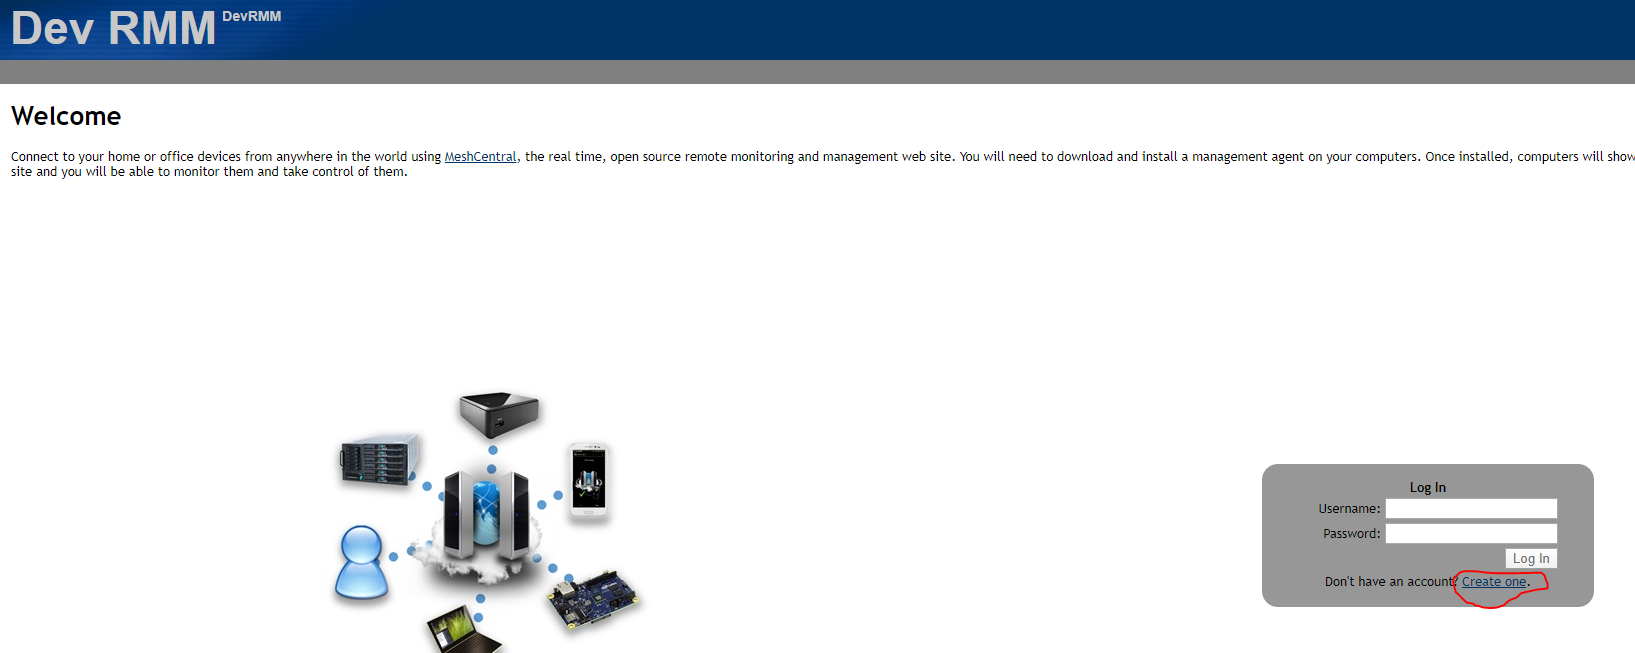 Dev RMM DevRMM
Welcome
Connect to your home or office devices from anywhere in the world using MeshCentral, the real time, open source remote monitoring and management web site. You will need to download and install a management agent on your computers. Once installed, computers will show
site and you will be able to monitor them and take control of them.
Log In
Username:
Password:
Log In
Don't have an account? Create one.